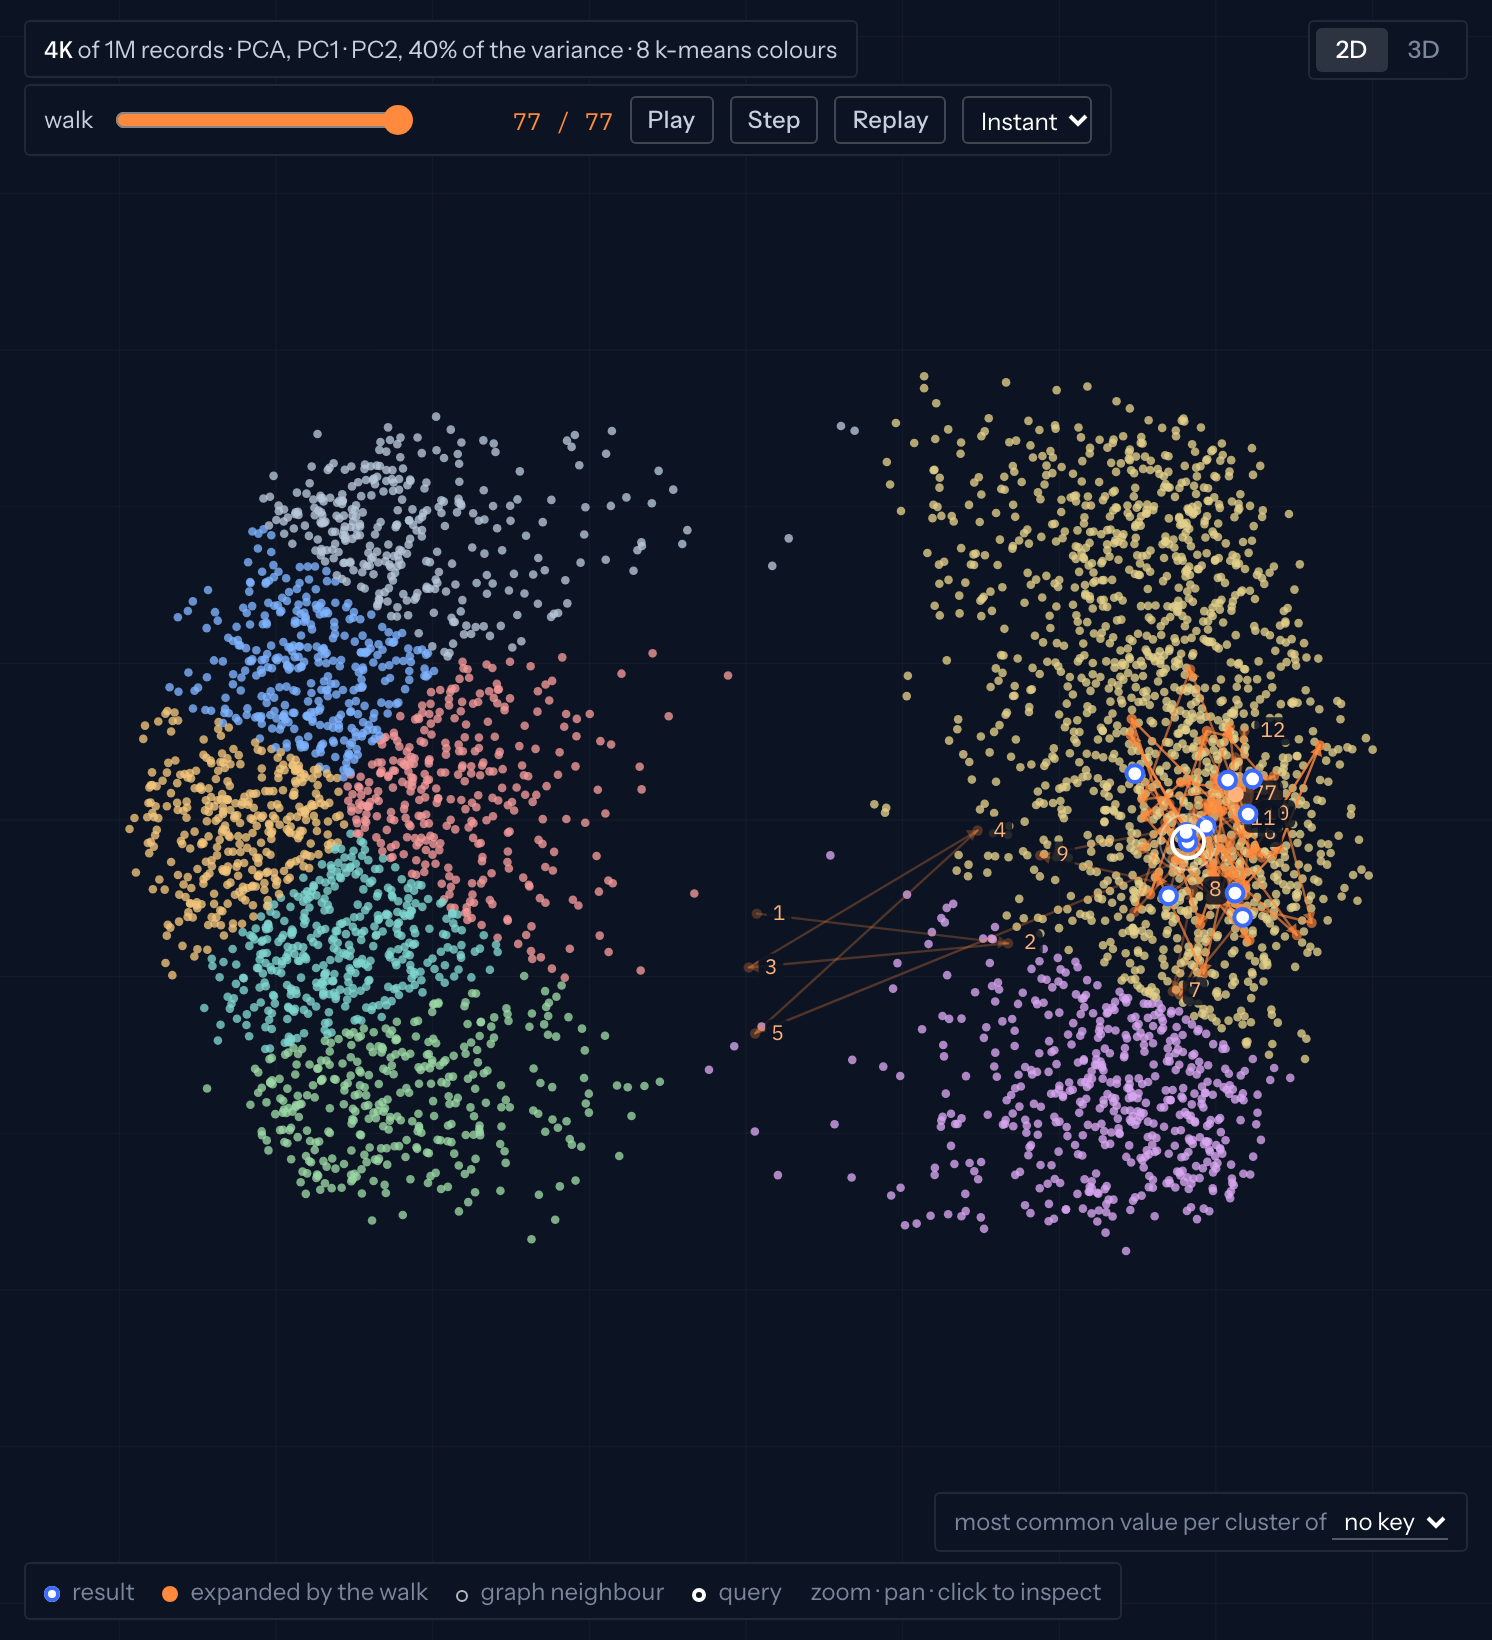 4K of 1M records · PCA, PC1 · PC2, 40% of the variance · 8 k-means colours
2D 3D
walk 77 / 77 Play Step Replay Instant
12
77
11
4
9
8
1
2
3
7
5
most common value per cluster of no key
result expanded by the walk graph neighbour query zoom · pan · click to inspect